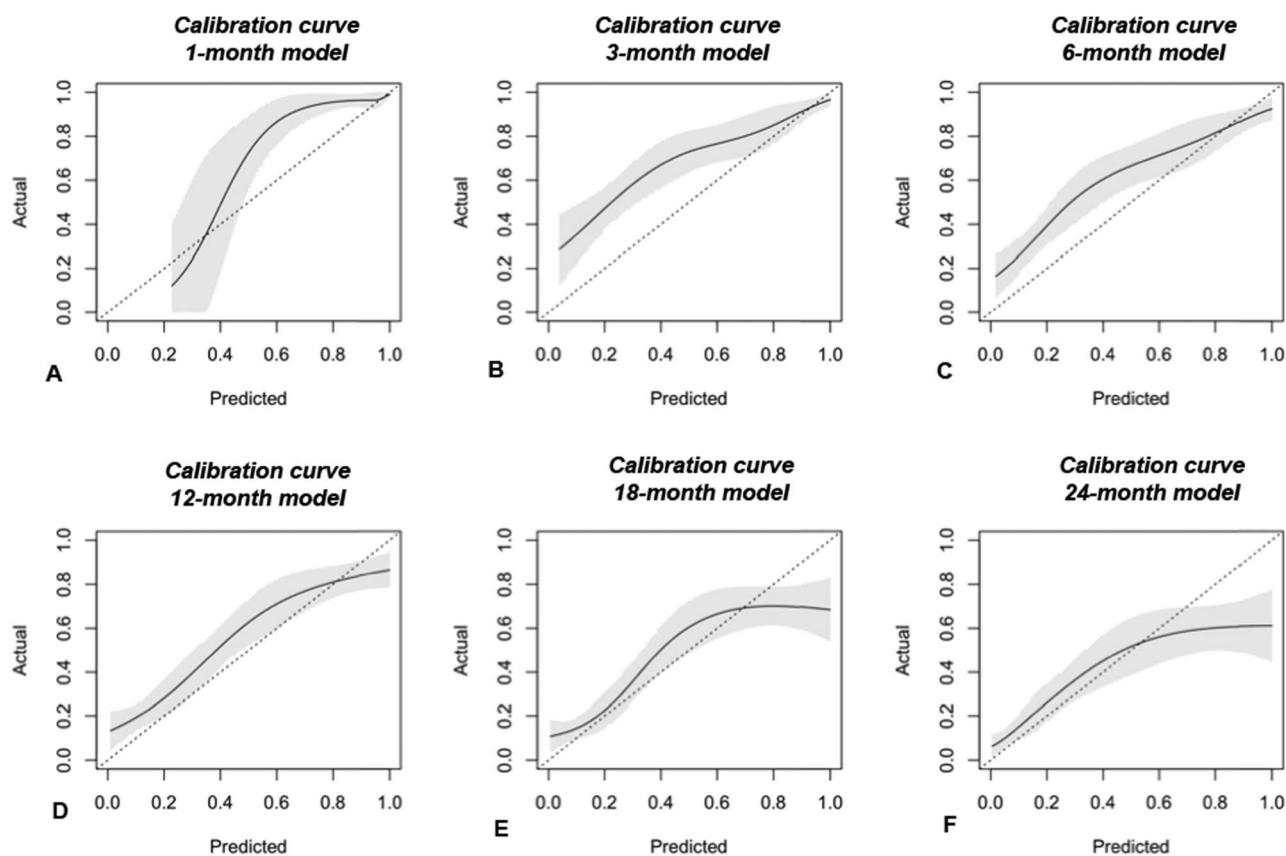 Calibration curve
1-month model
Calibration curve
3-month model
Calibration curve
6-month model
Actual
0.0 0.2 0.4 0.6 0.8 1.0
0.0 0.2 0.4 0.6 0.8 1.0
A
Predicted
Actual
0.0 0.2 0.4 0.6 0.8 1.0
0.0 0.2 0.4 0.6 0.8 1.0
B
Predicted
Actual
0.0 0.2 0.4 0.6 0.8 1.0
0.0 0.2 0.4 0.6 0.8 1.0
C
Predicted
Calibration curve
12-month model
Calibration curve
18-month model
Calibration curve
24-month model
Actual
0.0 0.2 0.4 0.6 0.8 1.0
0.0 0.2 0.4 0.6 0.8 1.0
D
Predicted
Actual
0.0 0.2 0.4 0.6 0.8 1.0
0.0 0.2 0.4 0.6 0.8 1.0
E
Predicted
Actual
0.0 0.2 0.4 0.6 0.8 1.0
0.0 0.2 0.4 0.6 0.8 1.0
F
Predicted